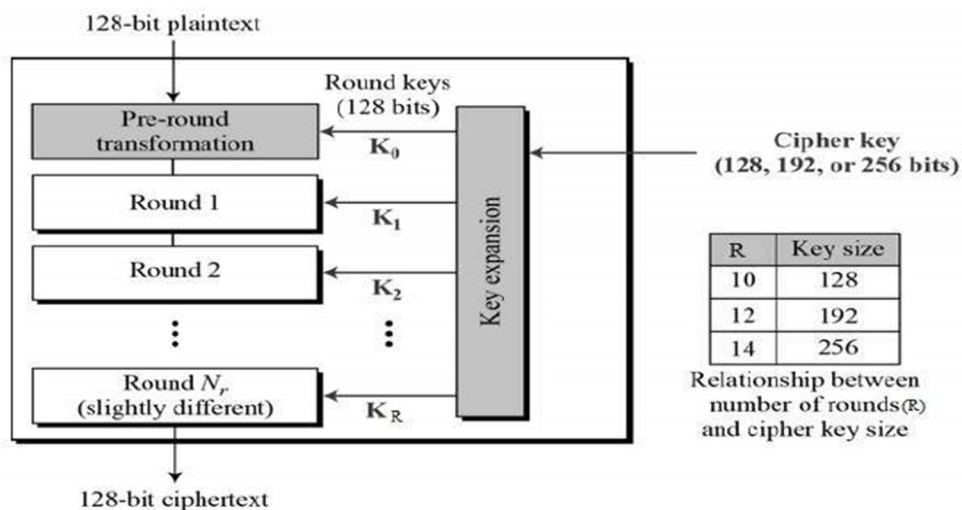 128-bit plaintext
Round keys
(128 bits)
Pre-round
transformation
K₀
Cipher key
(128, 192, or 256 bits)
Round 1
K₁
Round 2
K₂
Key expansion
R Key size
10 128
12 192
14 256
Round Nᵣ
(slightly different)
K R
Relationship between
number of rounds(R)
and cipher key size
128-bit ciphertext